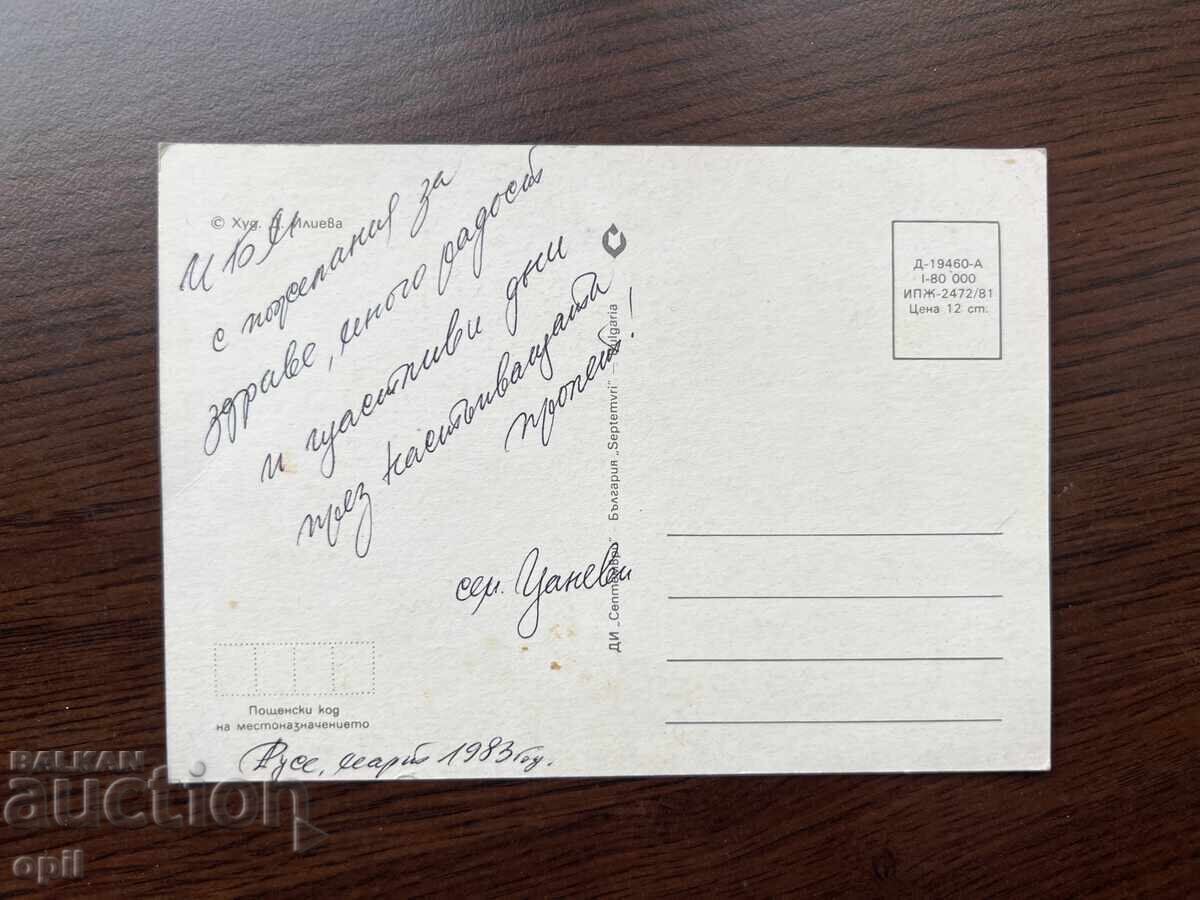 © Худ. Илиева
с пожелания за
здраве, много радост
и щастливи дни
през настъпващата
пролет!
сем. Цаневи
Пощенски код
на местоназначението
Русе, март 1983 год.
ДИ „Септември" - България „Septemvri" - Bulgaria
Д-19460-А
I-80 000
ИПЖ-2472/81
Цена 12 ст.
BALKAN
auction
opil